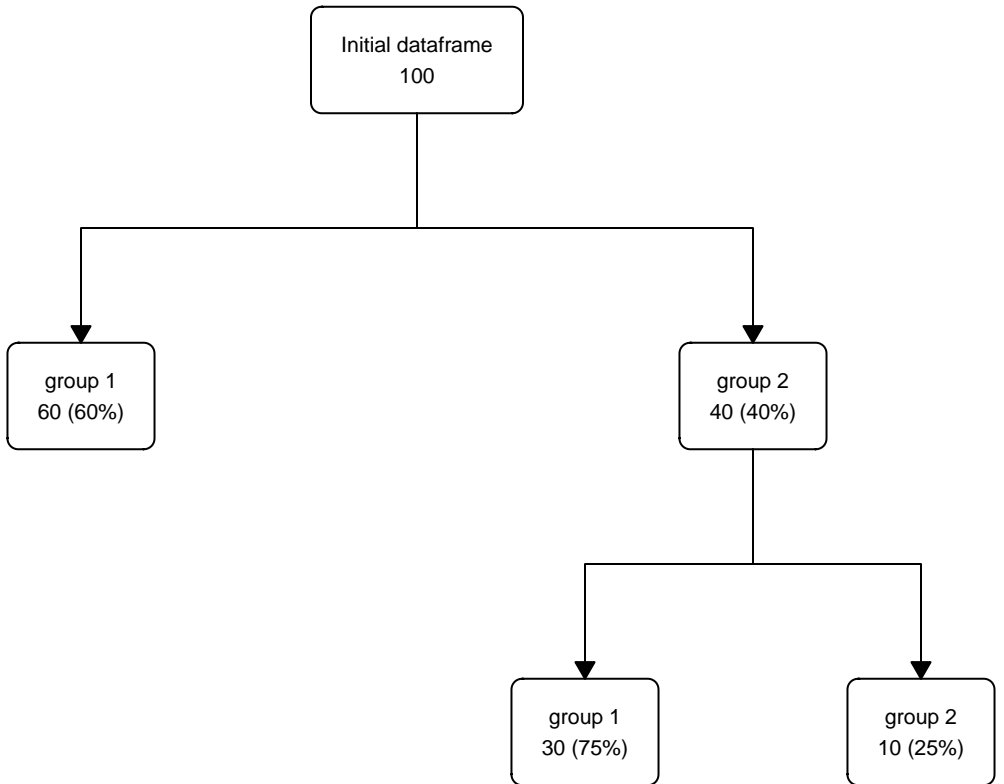 Initial dataframe
100
group 1
60 (60%)
group 2
40 (40%)
group 1
30 (75%)
group 2
10 (25%)